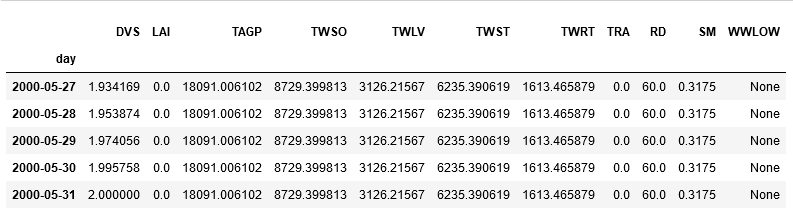 DVS LAI TAGP TWSO TWLV TWST TWRT TRA RD SM WWLOW
day
2000-05-27 1.934169 0.0 18091.006102 8729.399813 3126.21567 6235.390619 1613.465879 0.0 60.0 0.3175 None
2000-05-28 1.953874 0.0 18091.006102 8729.399813 3126.21567 6235.390619 1613.465879 0.0 60.0 0.3175 None
2000-05-29 1.974056 0.0 18091.006102 8729.399813 3126.21567 6235.390619 1613.465879 0.0 60.0 0.3175 None
2000-05-30 1.995758 0.0 18091.006102 8729.399813 3126.21567 6235.390619 1613.465879 0.0 60.0 0.3175 None
2000-05-31 2.000000 0.0 18091.006102 8729.399813 3126.21567 6235.390619 1613.465879 0.0 60.0 0.3175 None